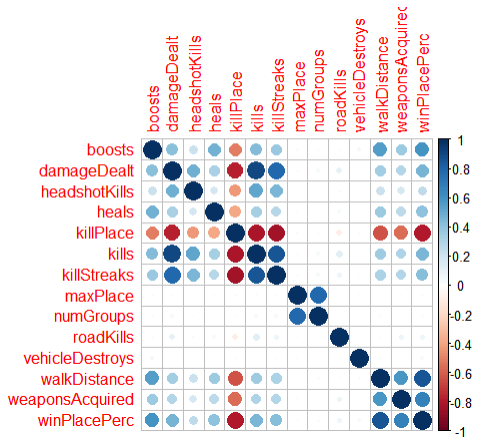 boosts
damageDealt
headshotKills
heals
killPlace
kills
killStreaks
maxPlace
numGroups
roadKills
vehicleDestroys
walkDistance
weaponsAcquired
winPlacePerc
boosts
damageDealt
headshotKills
heals
killPlace
kills
killStreaks
maxPlace
numGroups
roadKills
vehicleDestroys
walkDistance
weaponsAcquired
winPlacePerc
1
0.8
0.6
0.4
0.2
0
-0.2
-0.4
-0.6
-0.8
-1